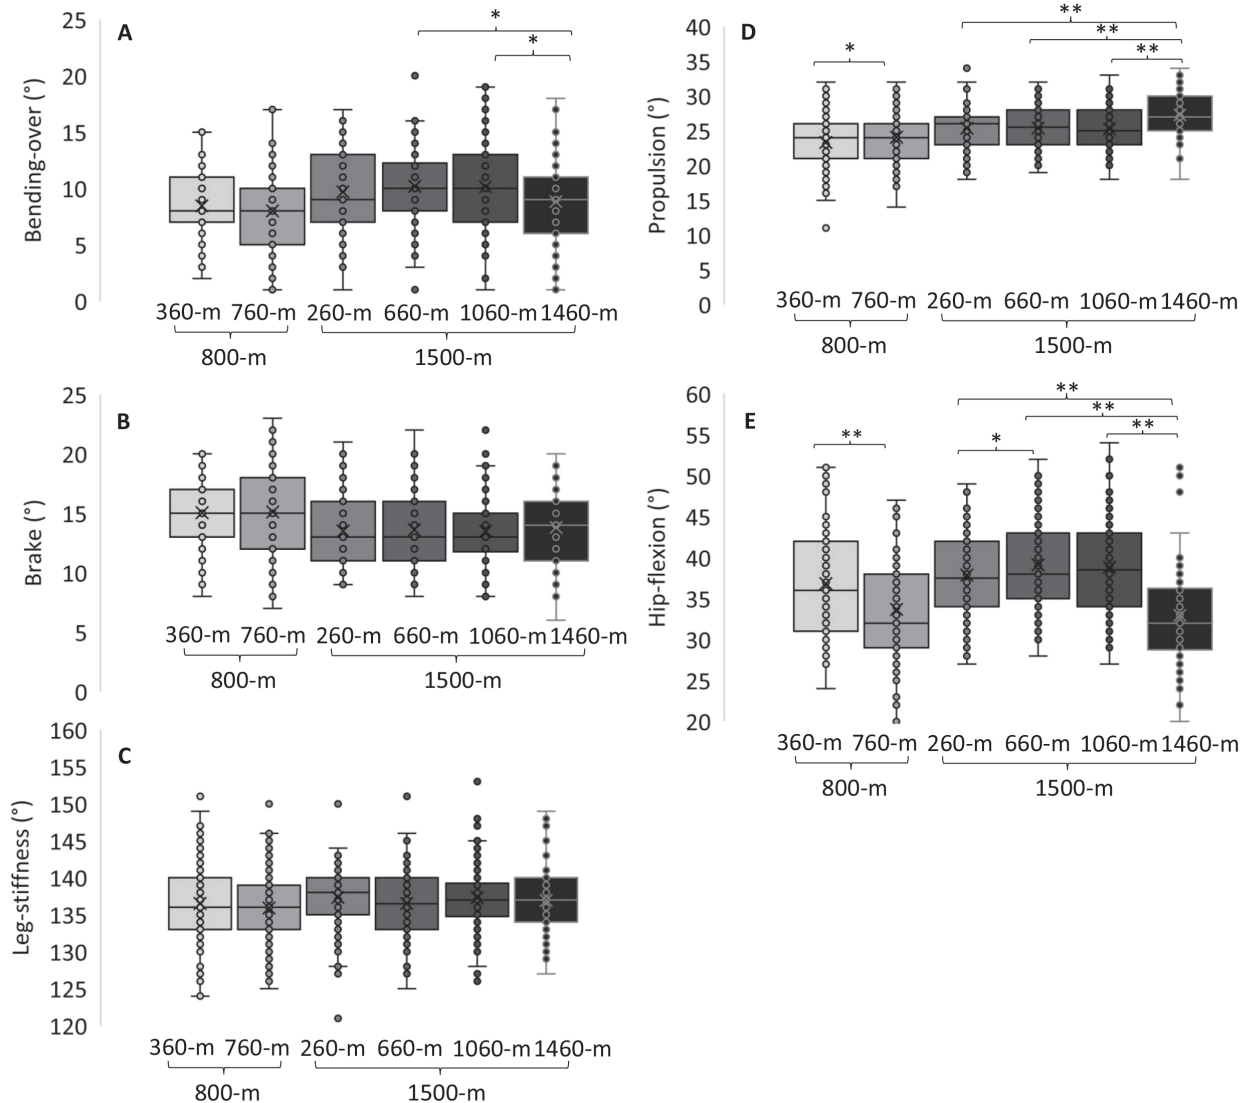 A
Bending-over (°)
25
20
15
10
5
0
*
*
360-m 760-m 260-m 660-m 1060-m 1460-m
800-m 1500-m
B
Brake (°)
25
20
15
10
5
0
360-m 760-m 260-m 660-m 1060-m 1460-m
800-m 1500-m
C
Leg-stiffness (°)
160
155
150
145
140
135
130
125
120
360-m 760-m 260-m 660-m 1060-m 1460-m
800-m 1500-m
D
Propulsion (°)
40
35
30
25
20
15
10
5
0
*
**
**
**
360-m 760-m 260-m 660-m 1060-m 1460-m
800-m 1500-m
E
Hip-flexion (°)
60
55
50
45
40
35
30
25
20
**
*
**
**
**
360-m 760-m 260-m 660-m 1060-m 1460-m
800-m 1500-m